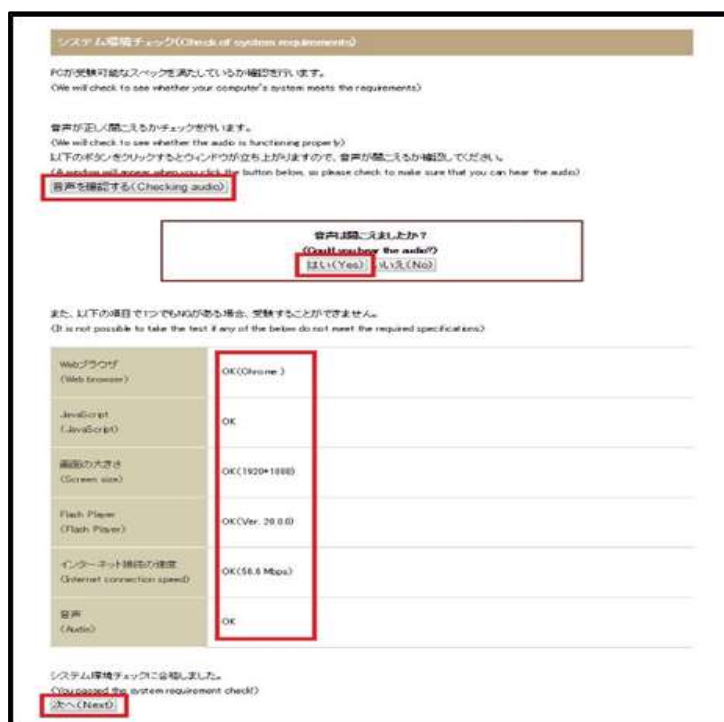 システム環境チェック(Check of system requirements)
PCが受験可能なスペックを満たしているか確認を行います。
(We will check to see whether your computer's system meets the requirements)
音声が正しく聞こえるかチェックを行います。
(We will check to see whether the audio is functioning properly)
以下のボタンをクリックするとウィンドウが立ち上がりますので、音声が聞こえるか確認してください。
(A window will appear when you click the button below, so please check to make sure that you can hear the audio)
音声を確認する(Checking audio)
音声は聞こえましたか?
(Could you hear the audio?)
はい(Yes) いいえ(No)
また、以下の項目で1つでもNGがある場合、受験することができません。
(It is not possible to take the test if any of the below do not meet the required specifications)
Webブラウザ
(Web browser)
OK(Chrome )
JavaScript
(JavaScript)
OK
画面の大きさ
(Screen size)
OK(1920*1080)
Flash Player
(Flash Player)
OK(Ver. 20.0.0)
インターネット接続の速度
(Internet connection speed)
OK(58.6 Mbps)
音声
(Audio)
OK
システム環境チェックに合格しました。
(You passed the system requirement check!)
次へ(Next)